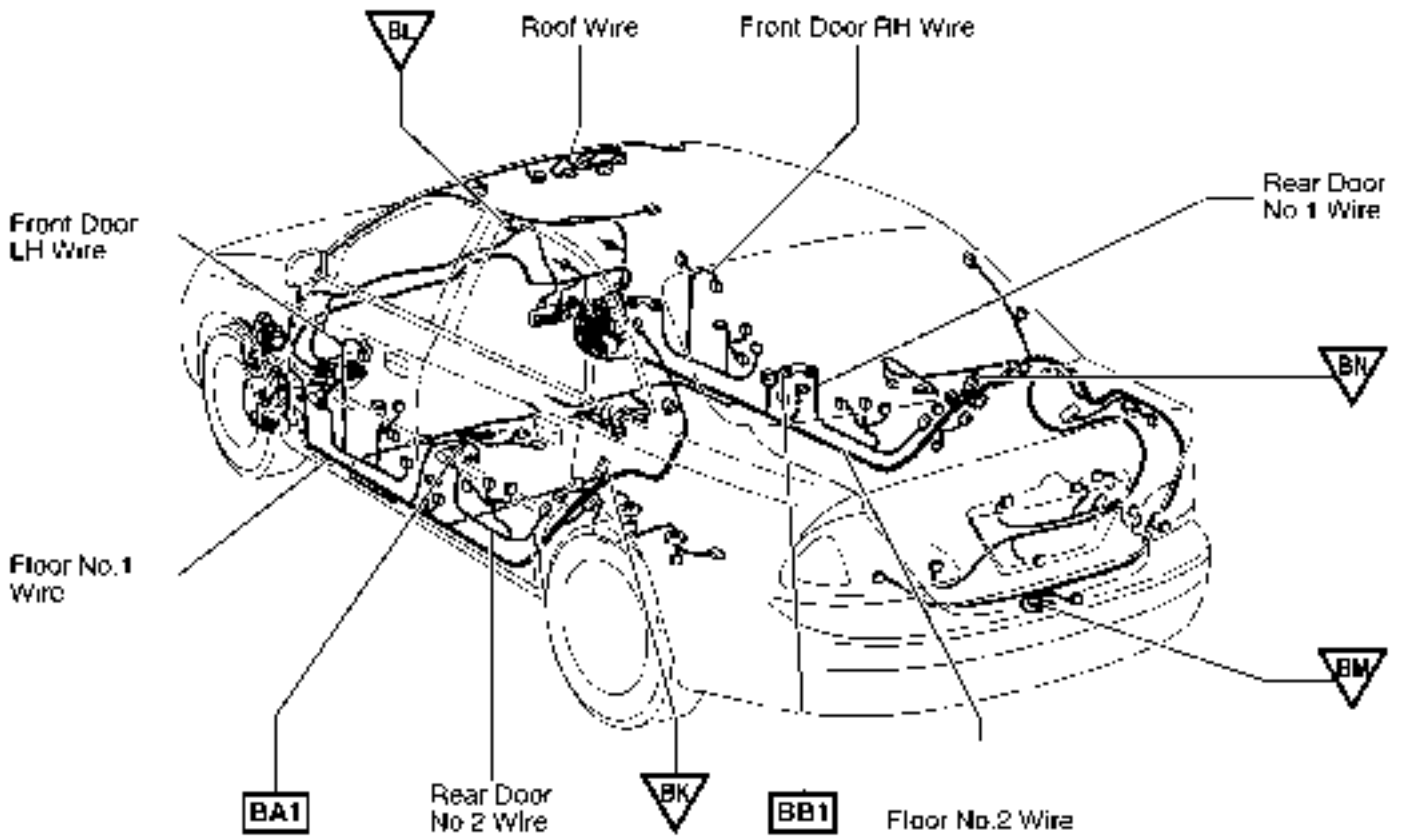 BL
Roof Wire
Front Door RH Wire
Rear Door
No 1 Wire
Front Door
LH Wire
BN
Floor No.1
Wire
BM
BA1
Rear Door
No 2 Wire
BK
BB1
Floor No.2 Wire